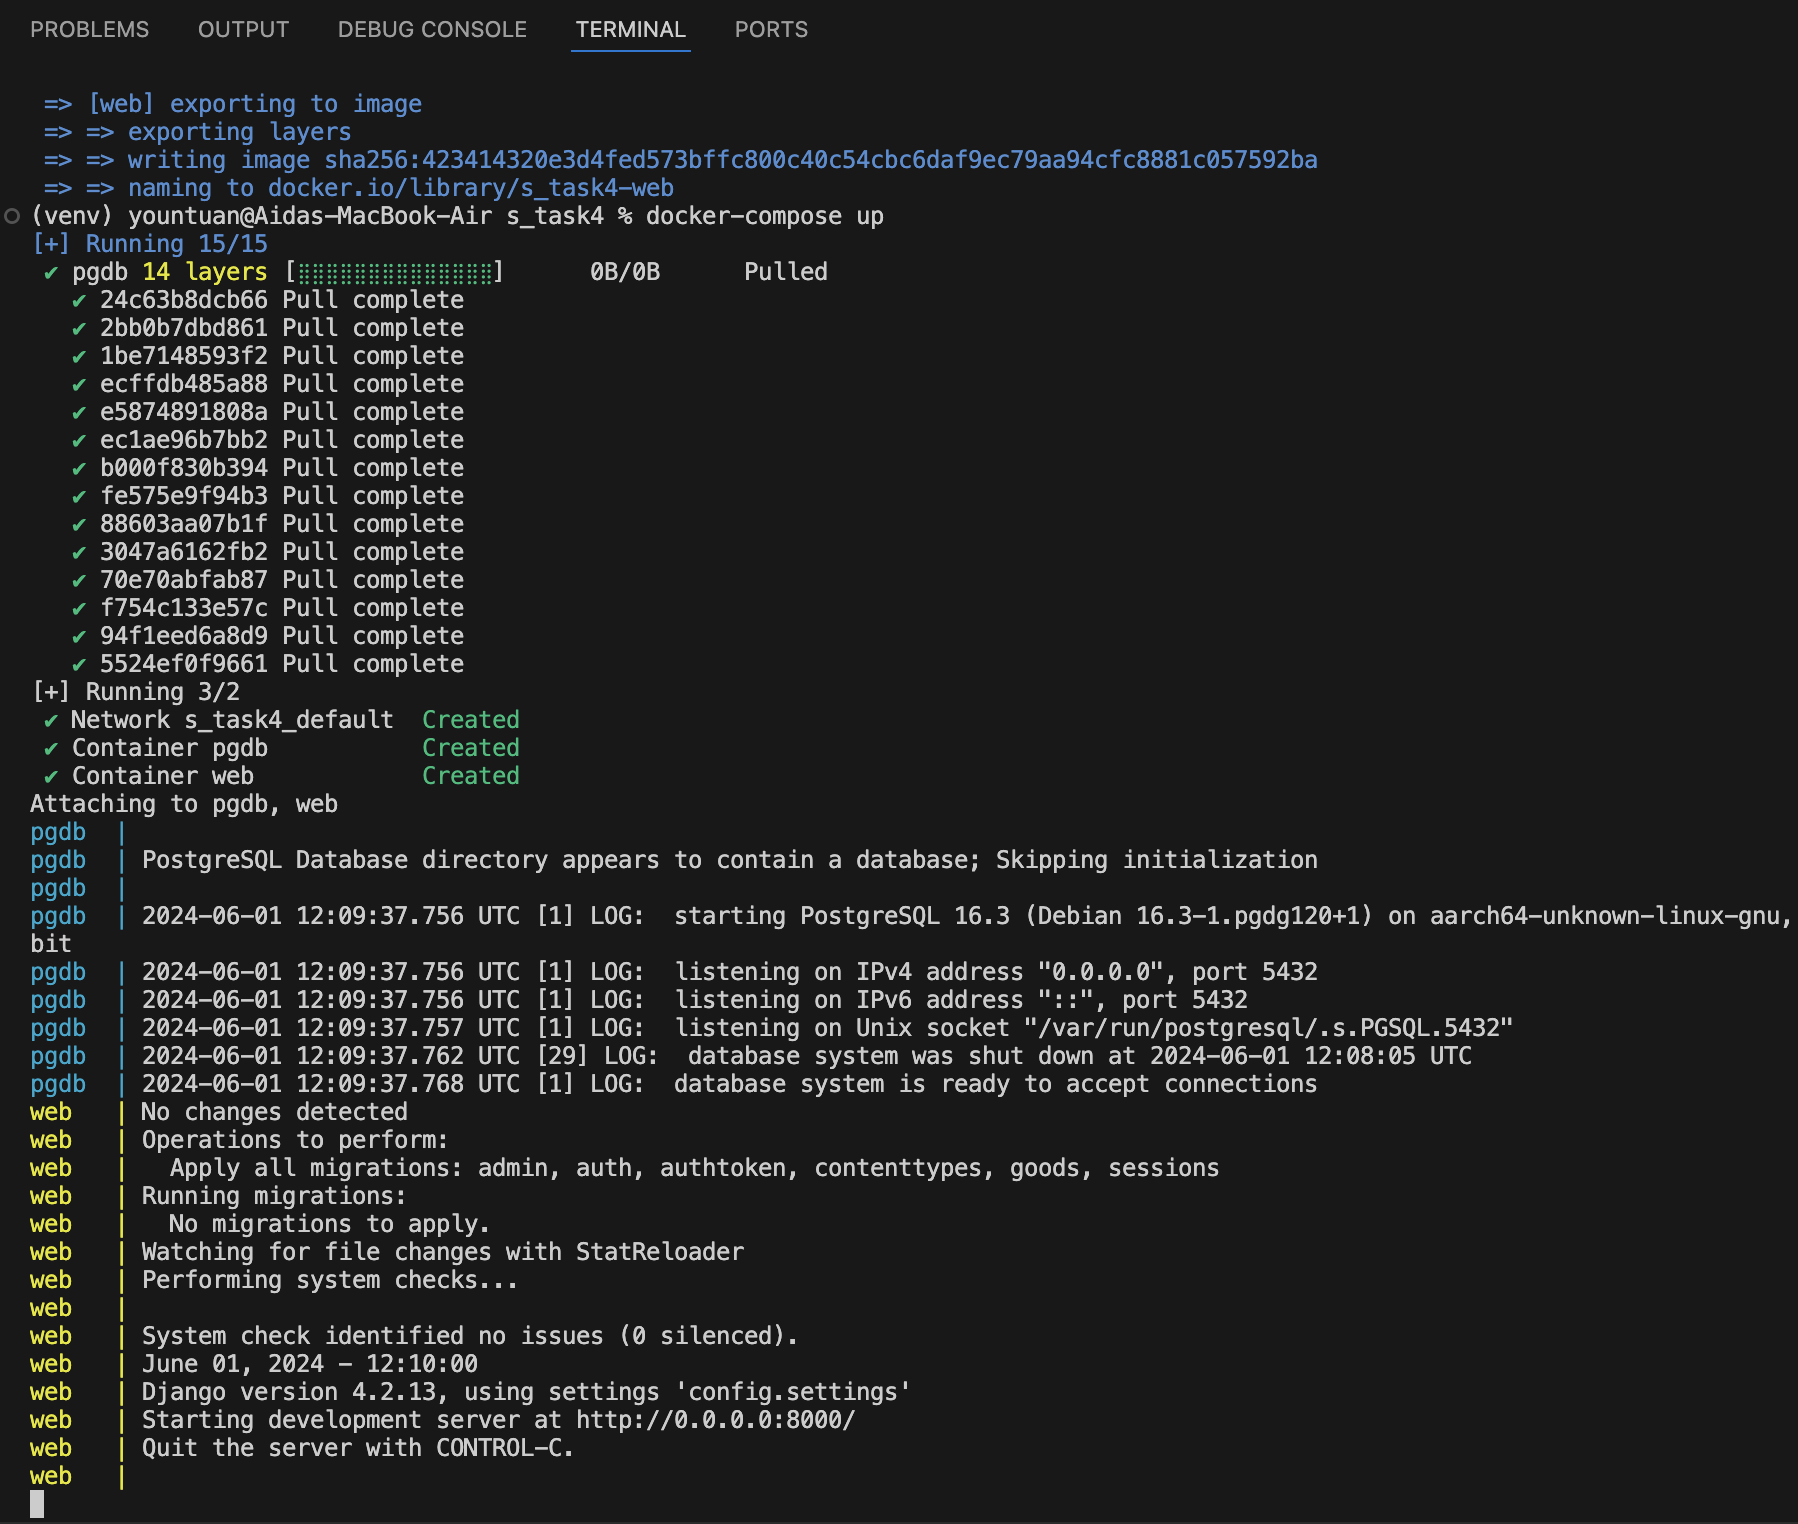 PROBLEMS OUTPUT DEBUG CONSOLE TERMINAL PORTS
=> [web] exporting to image
=> => exporting layers
=> => writing image sha256:423414320e3d4fed573bffc800c40c54cbc6daf9ec79aa94cfc8881c057592ba
=> => naming to docker.io/library/s_task4-web
(venv) yountuan@Aidas-MacBook-Air s_task4 % docker-compose up
[+] Running 15/15
✔ pgdb 14 layers [⣿⣿⣿⣿⣿⣿⣿⣿⣿⣿⣿⣿⣿⣿] 0B/0B Pulled
✔ 24c63b8dcb66 Pull complete
✔ 2bb0b7dbd861 Pull complete
✔ 1be7148593f2 Pull complete
✔ ecffdb485a88 Pull complete
✔ e5874891808a Pull complete
✔ ec1ae96b7bb2 Pull complete
✔ b000f830b394 Pull complete
✔ fe575e9f94b3 Pull complete
✔ 88603aa07b1f Pull complete
✔ 3047a6162fb2 Pull complete
✔ 70e70abfab87 Pull complete
✔ f754c133e57c Pull complete
✔ 94f1eed6a8d9 Pull complete
✔ 5524ef0f9661 Pull complete
[+] Running 3/2
✔ Network s_task4_default Created
✔ Container pgdb Created
✔ Container web Created
Attaching to pgdb, web
pgdb |
pgdb | PostgreSQL Database directory appears to contain a database; Skipping initialization
pgdb |
pgdb | 2024-06-01 12:09:37.756 UTC [1] LOG: starting PostgreSQL 16.3 (Debian 16.3-1.pgdg120+1) on aarch64-unknown-linux-gnu,
bit
pgdb | 2024-06-01 12:09:37.756 UTC [1] LOG: listening on IPv4 address "0.0.0.0", port 5432
pgdb | 2024-06-01 12:09:37.756 UTC [1] LOG: listening on IPv6 address "::", port 5432
pgdb | 2024-06-01 12:09:37.757 UTC [1] LOG: listening on Unix socket "/var/run/postgresql/.s.PGSQL.5432"
pgdb | 2024-06-01 12:09:37.762 UTC [29] LOG: database system was shut down at 2024-06-01 12:08:05 UTC
pgdb | 2024-06-01 12:09:37.768 UTC [1] LOG: database system is ready to accept connections
web | No changes detected
web | Operations to perform:
web | Apply all migrations: admin, auth, authtoken, contenttypes, goods, sessions
web | Running migrations:
web | No migrations to apply.
web | Watching for file changes with StatReloader
web | Performing system checks...
web |
web | System check identified no issues (0 silenced).
web | June 01, 2024 - 12:10:00
web | Django version 4.2.13, using settings 'config.settings'
web | Starting development server at http://0.0.0.0:8000/
web | Quit the server with CONTROL-C.
web |